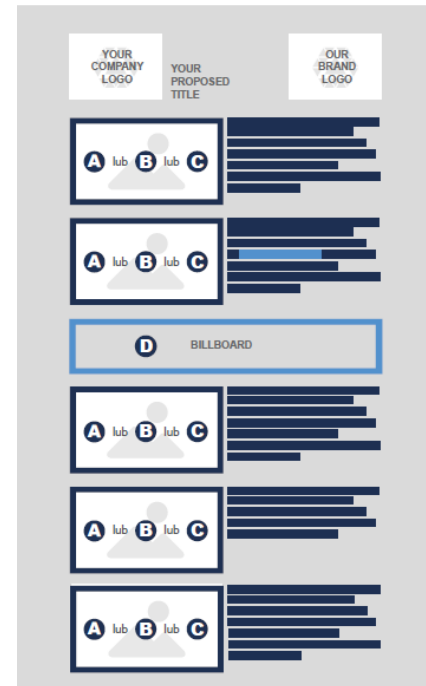 YOUR
COMPANY
LOGO
YOUR
PROPOSED
TITLE
OUR
BRAND
LOGO
A lub B lub C
A lub B lub C
D BILLBOARD
A lub B lub C
A lub B lub C
A lub B lub C